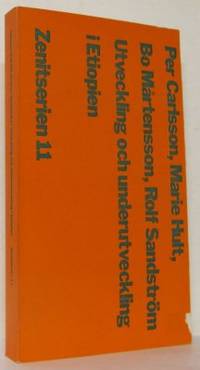 Per Carlsson, Marie Hult,
Bo Mårtensson, Rolf Sandström
Utveckling och underutveckling
i Etiopien
Zenitserien 11